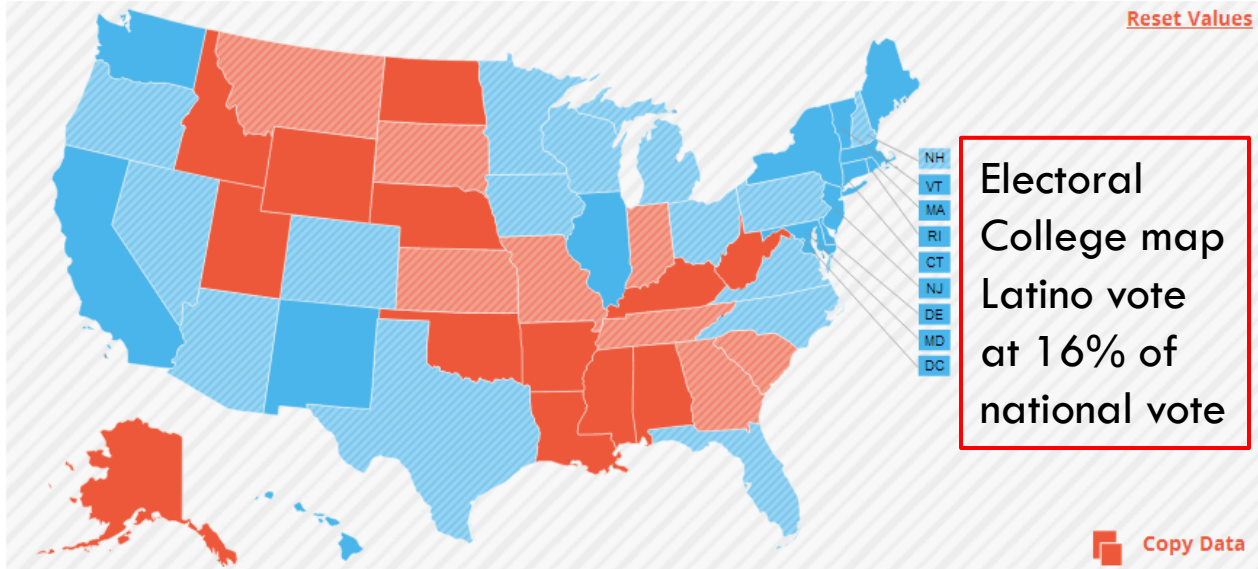 Reset Values
NH
VT
MA
RI
CT
NJ
DE
MD
DC
Electoral
College map
Latino vote
at 16% of
national vote
Copy Data